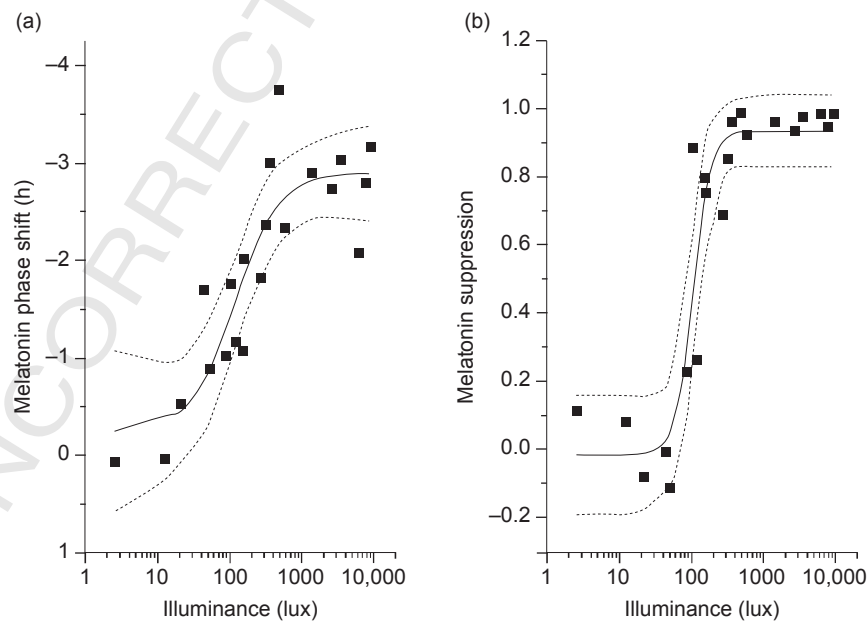 (a)
–4
–3
–2
–1
0
1
Melatonin phase shift (h)
1 10 100 1000 10,000
Illuminance (lux)
(b)
1.2
1.0
0.8
0.6
0.4
0.2
0.0
–0.2
Melatonin suppression
1 10 100 1000 10,000
Illuminance (lux)
NCORRECT